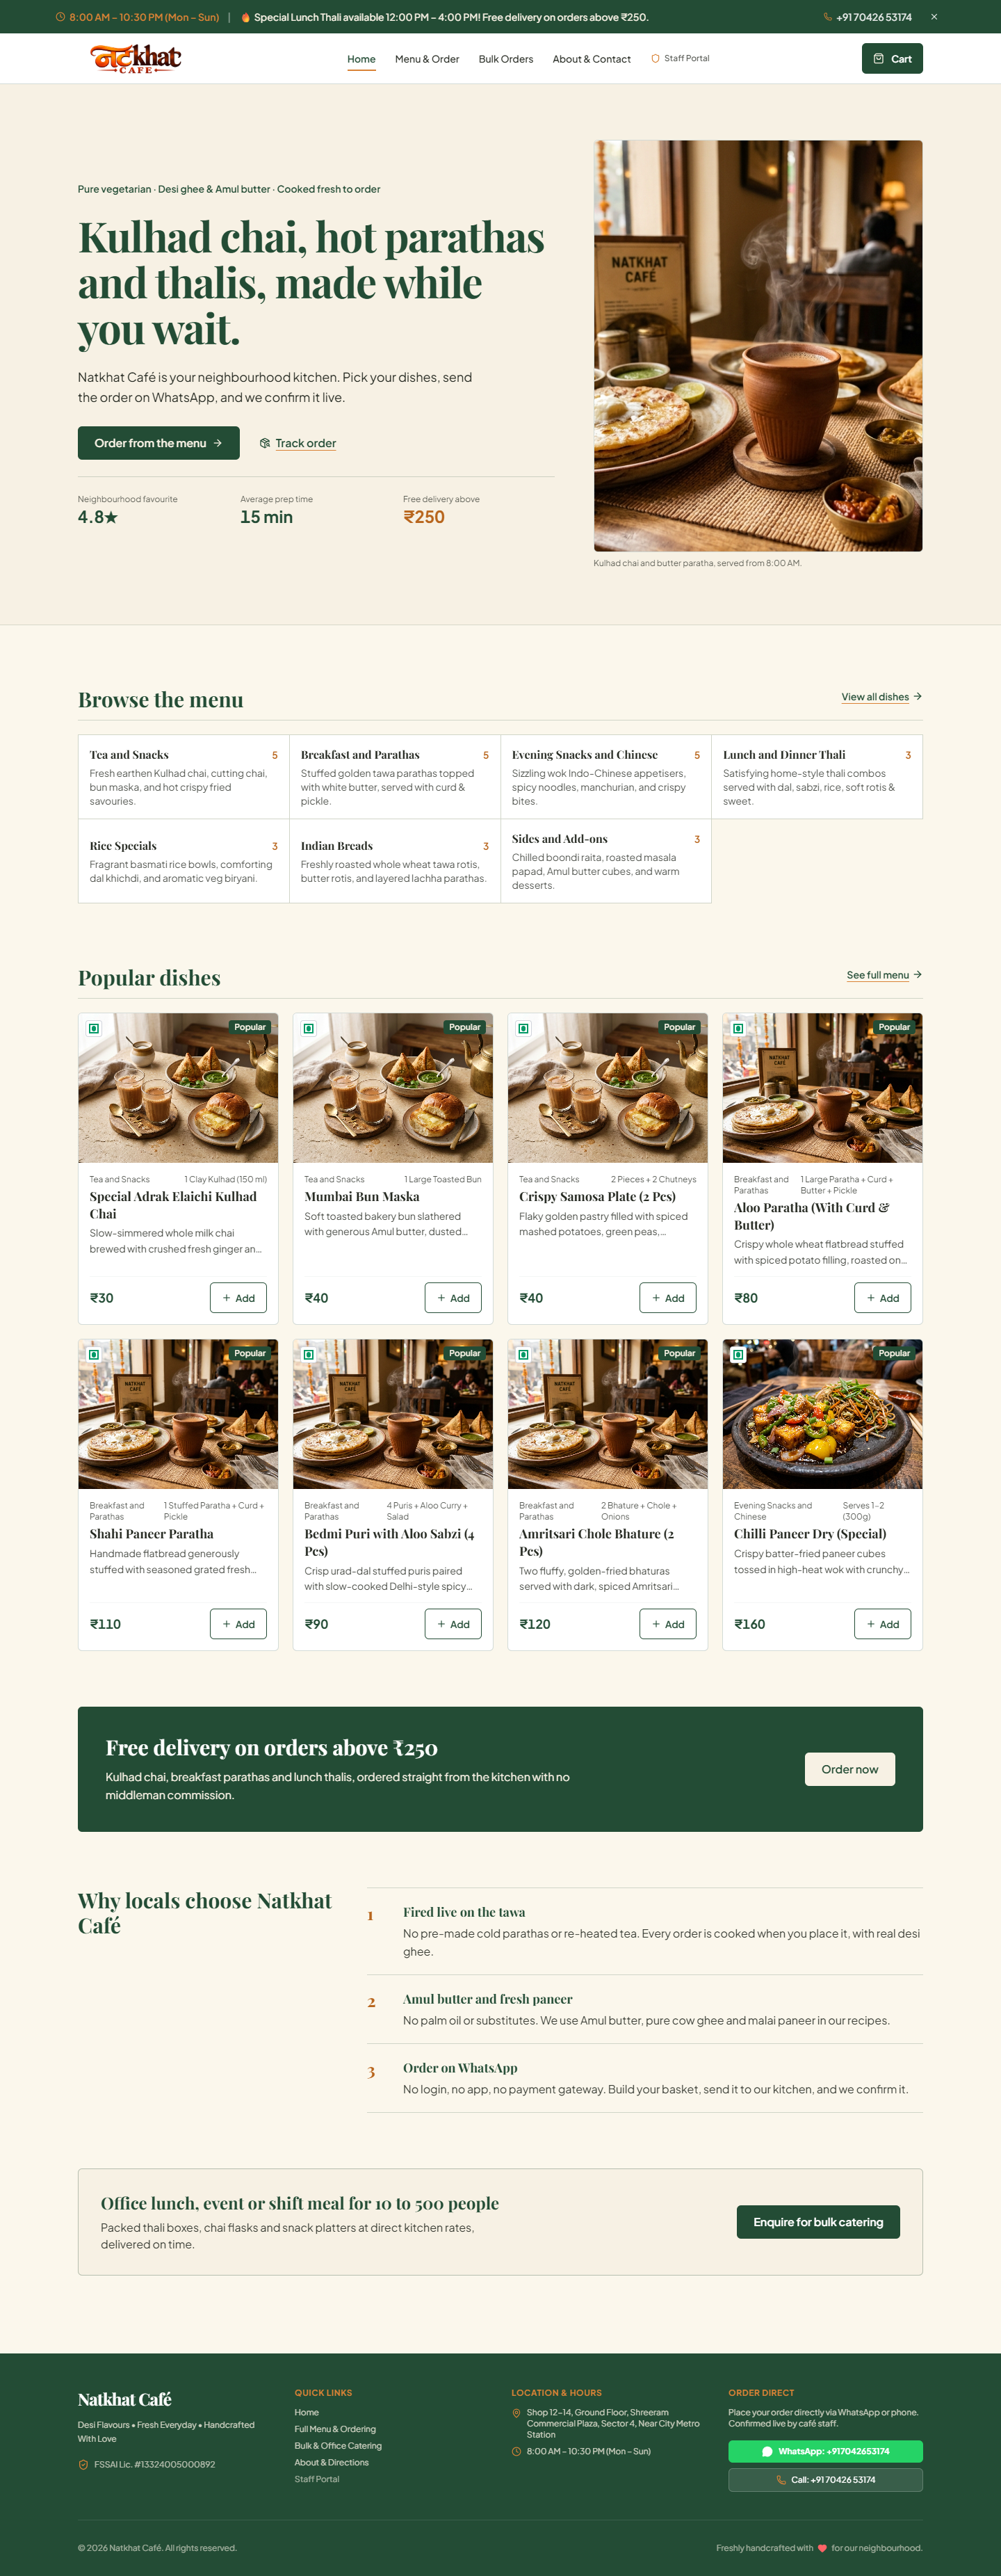 8:00 AM – 10:30 PM (Mon – Sun) | 🔥 Special Lunch Thali available 12:00 PM – 4:00 PM! Free delivery on orders above ₹250. +91 70426 53174
नटkhat
CAFE
Home Menu & Order Bulk Orders About & Contact Staff Portal Cart
Pure vegetarian · Desi ghee & Amul butter · Cooked fresh to order
Kulhad chai, hot parathas
and thalis, made while
you wait.
Natkhat Café is your neighbourhood kitchen. Pick your dishes, send
the order on WhatsApp, and we confirm it live.
Order from the menu Track order
Neighbourhood favourite Average prep time Free delivery above
4.8★ 15 min ₹250
NATKHAT
CAFÉ
Kulhad chai and butter paratha, served from 8:00 AM.
Browse the menu View all dishes
Tea and Snacks 5
Fresh earthen Kulhad chai, cutting chai,
bun maska, and hot crispy fried
savouries.
Breakfast and Parathas 5
Stuffed golden tawa parathas topped
with white butter, served with curd &
pickle.
Evening Snacks and Chinese 5
Sizzling wok Indo-Chinese appetisers,
spicy noodles, manchurian, and crispy
bites.
Lunch and Dinner Thali 3
Satisfying home-style thali combos
served with dal, sabzi, rice, soft rotis &
sweet.
Rice Specials 3
Fragrant basmati rice bowls, comforting
dal khichdi, and aromatic veg biryani.
Indian Breads 3
Freshly roasted whole wheat tawa rotis,
butter rotis, and layered lachha parathas.
Sides and Add-ons 3
Chilled boondi raita, roasted masala
papad, Amul butter cubes, and warm
desserts.
Popular dishes See full menu
Popular
Tea and Snacks 1 Clay Kulhad (150 ml)
Special Adrak Elaichi Kulhad
Chai
Slow-simmered whole milk chai
brewed with crushed fresh ginger an...
₹30 + Add
Popular
Tea and Snacks 1 Large Toasted Bun
Mumbai Bun Maska
Soft toasted bakery bun slathered
with generous Amul butter, dusted...
₹40 + Add
Popular
Tea and Snacks 2 Pieces + 2 Chutneys
Crispy Samosa Plate (2 Pcs)
Flaky golden pastry filled with spiced
mashed potatoes, green peas,...
₹40 + Add
Popular
NATKHAT
CAFÉ
Breakfast and 1 Large Paratha + Curd +
Parathas Butter + Pickle
Aloo Paratha (With Curd &
Butter)
Crispy whole wheat flatbread stuffed
with spiced potato filling, roasted on...
₹80 + Add
Popular
NATKHAT
CAFÉ
Breakfast and 1 Stuffed Paratha + Curd +
Parathas Pickle
Shahi Paneer Paratha
Handmade flatbread generously
stuffed with seasoned grated fresh...
₹110 + Add
Popular
NATKHAT
CAFÉ
Breakfast and 4 Puris + Aloo Curry +
Parathas Salad
Bedmi Puri with Aloo Sabzi (4
Pcs)
Crisp urad-dal stuffed puris paired
with slow-cooked Delhi-style spicy...
₹90 + Add
Popular
NATKHAT
CAFÉ
Breakfast and 2 Bhature + Chole +
Parathas Onions
Amritsari Chole Bhature (2
Pcs)
Two fluffy, golden-fried bhaturas
served with dark, spiced Amritsari...
₹120 + Add
Popular
Evening Snacks and Serves 1–2
Chinese (300g)
Chilli Paneer Dry (Special)
Crispy batter-fried paneer cubes
tossed in high-heat wok with crunchy...
₹160 + Add
Free delivery on orders above ₹250
Kulhad chai, breakfast parathas and lunch thalis, ordered straight from the kitchen with no
middleman commission.
Order now
Why locals choose Natkhat
Café
1 Fired live on the tawa
No pre-made cold parathas or re-heated tea. Every order is cooked when you place it, with real desi
ghee.
2 Amul butter and fresh paneer
No palm oil or substitutes. We use Amul butter, pure cow ghee and malai paneer in our recipes.
3 Order on WhatsApp
No login, no app, no payment gateway. Build your basket, send it to our kitchen, and we confirm it.
Office lunch, event or shift meal for 10 to 500 people
Packed thali boxes, chai flasks and snack platters at direct kitchen rates,
delivered on time.
Enquire for bulk catering
Natkhat Café
Desi Flavours • Fresh Everyday • Handcrafted
With Love
FSSAI Lic. #13324005000892
QUICK LINKS
Home
Full Menu & Ordering
Bulk & Office Catering
About & Directions
Staff Portal
LOCATION & HOURS
Shop 12–14, Ground Floor, Shreeram
Commercial Plaza, Sector 4, Near City Metro
Station
8:00 AM – 10:30 PM (Mon – Sun)
ORDER DIRECT
Place your order directly via WhatsApp or phone.
Confirmed live by café staff.
WhatsApp: +917042653174
Call: +91 70426 53174
© 2026 Natkhat Café. All rights reserved.
Freshly handcrafted with ❤ for our neighbourhood.